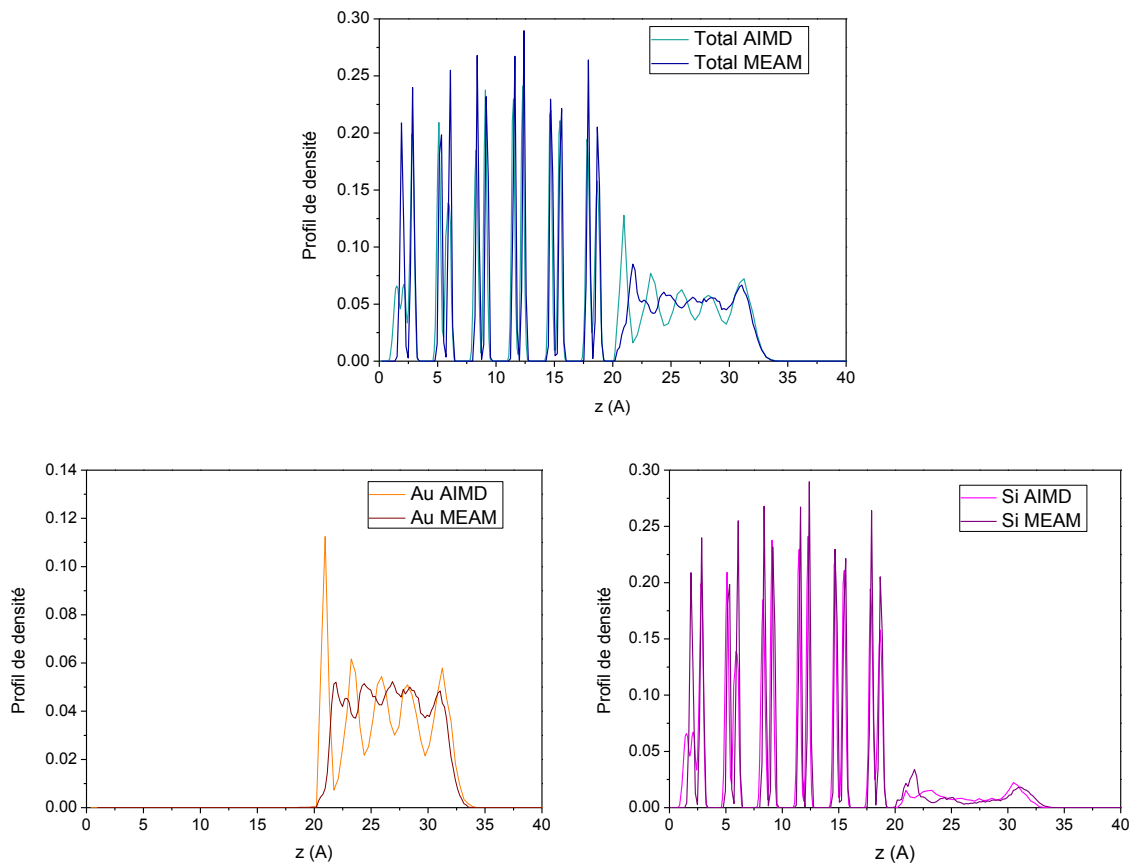 Total AIMD
Total MEAM
Profil de densité
0.30
0.25
0.20
0.15
0.10
0.05
0.00
0 5 10 15 20 25 30 35 40
z (A)
Au AIMD
Au MEAM
Profil de densité
0.14
0.12
0.10
0.08
0.06
0.04
0.02
0.00
0 5 10 15 20 25 30 35 40
z (A)
Si AIMD
Si MEAM
Profil de densité
0.30
0.25
0.20
0.15
0.10
0.05
0.00
0 5 10 15 20 25 30 35 40
z (A)